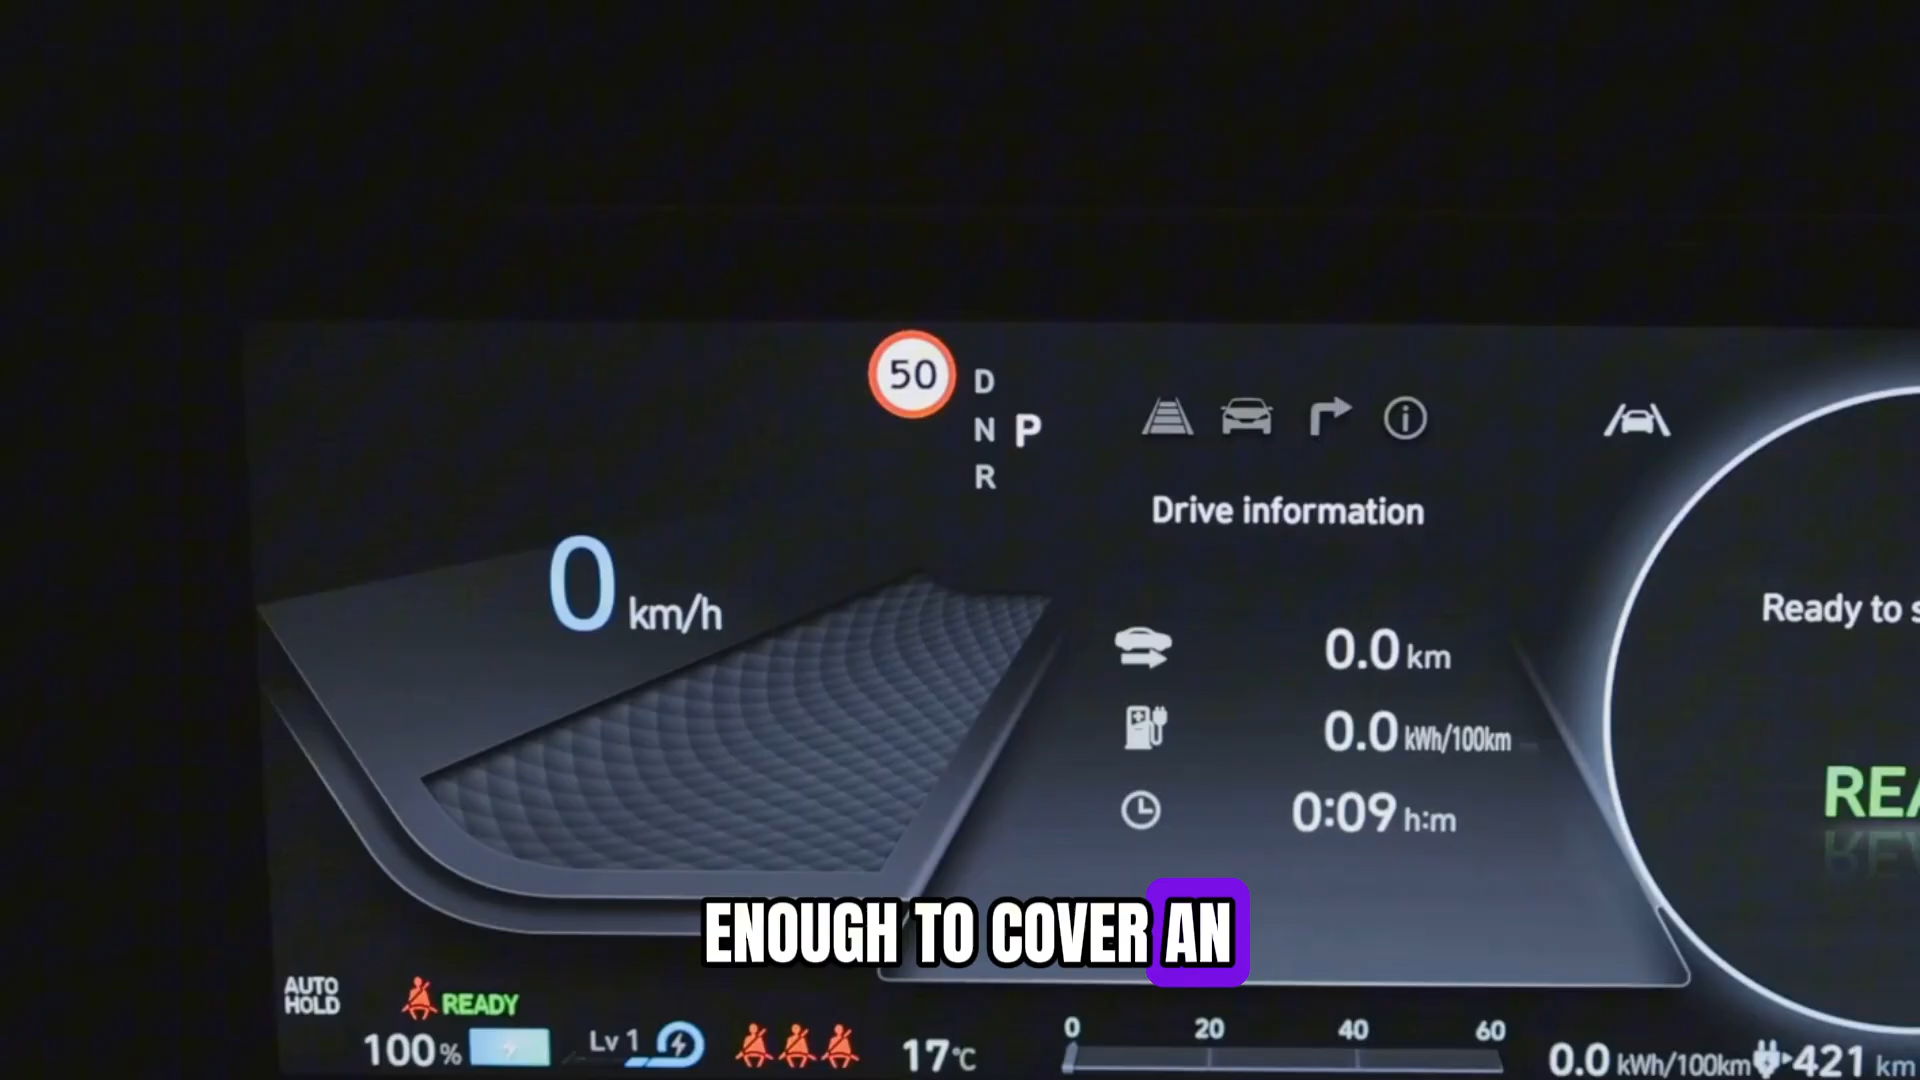 50
D
N P
R
Drive information
0 km/h
Ready to
0.0 km
0.0 kWh/100km
0:09 h:m
ENOUGH TO COVER AN
AUTO
HOLD
READY
100 %
Lv 1
17 °C
0 20 40 60
0.0 kWh/100km
421 km